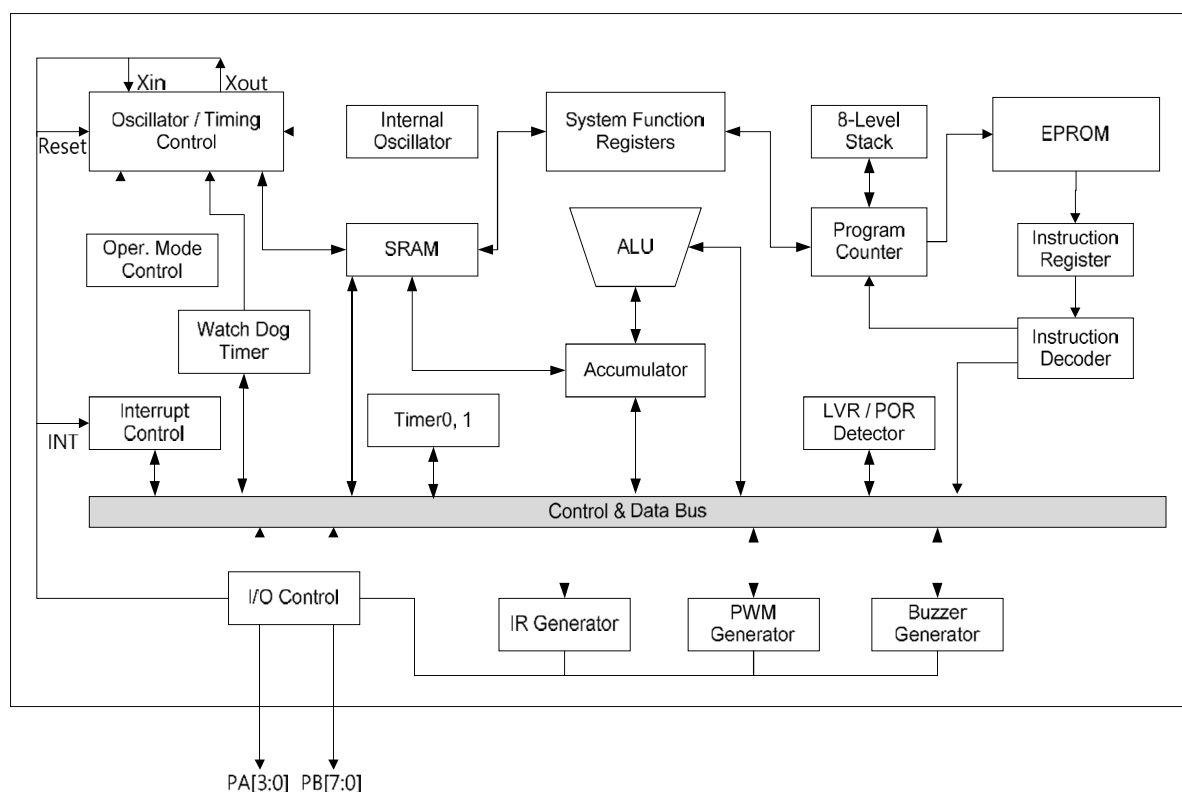 Xin
Xout
Oscillator / Timing
Control
Reset
Internal
Oscillator
System Function
Registers
8-Level
Stack
EPROM
Oper. Mode
Control
SRAM
ALU
Program
Counter
Instruction
Register
Watch Dog
Timer
Accumulator
Instruction
Decoder
Interrupt
Control
INT
Timer0, 1
LVR / POR
Detector
Control & Data Bus
I/O Control
IR Generator
PWM
Generator
Buzzer
Generator
PA[3:0]
PB[7:0]